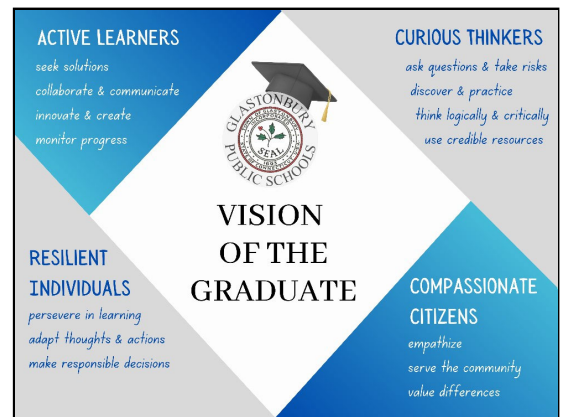 ACTIVE LEARNERS
seek solutions
collaborate & communicate
innovate & create
monitor progress
CURIOUS THINKERS
ask questions & take risks
discover & practice
think logically & critically
use credible resources
GLASTONBURY
PUBLIC SCHOOLS
SEAL
VISION
OF THE
GRADUATE
RESILIENT
INDIVIDUALS
persevere in learning
adapt thoughts & actions
make responsible decisions
COMPASSIONATE
CITIZENS
empathize
serve the community
value differences